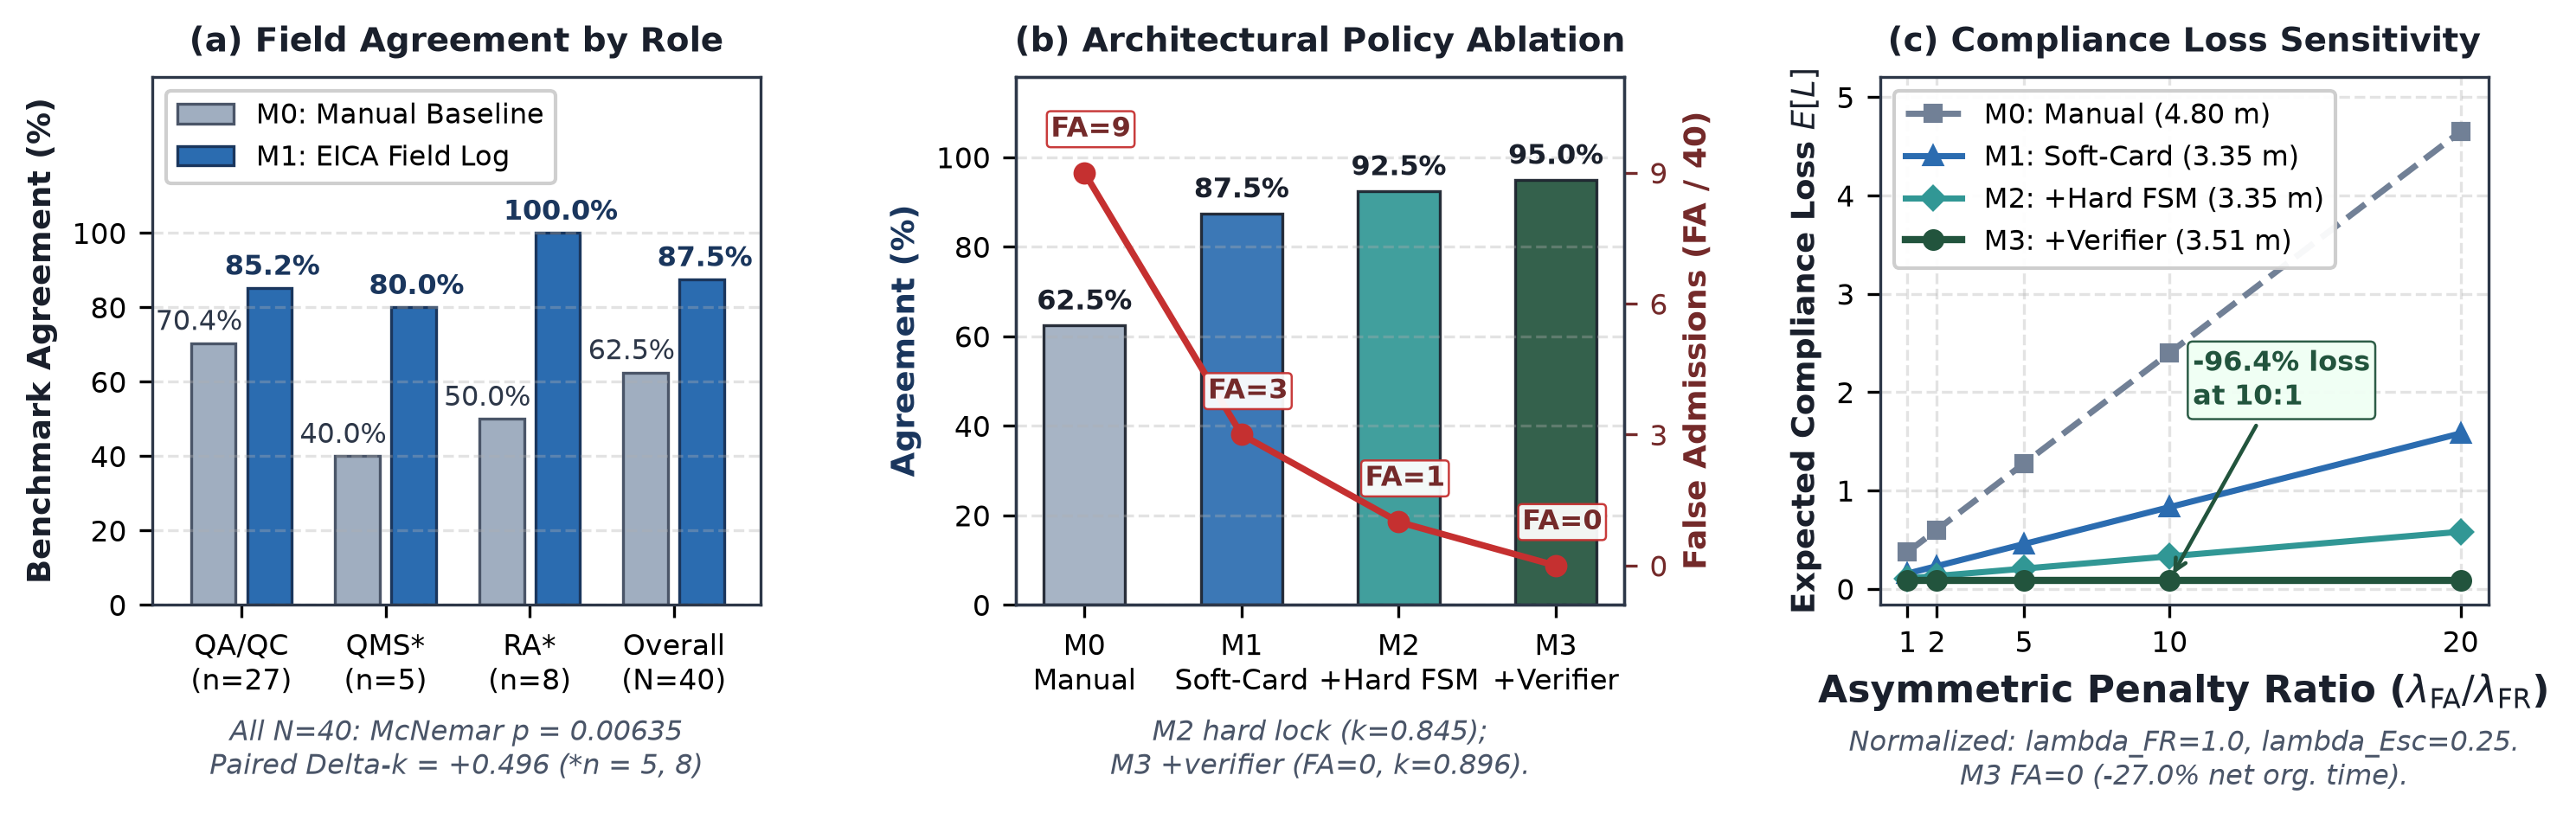 (a) Field Agreement by Role
Benchmark Agreement (%)
M0: Manual Baseline
M1: EICA Field Log
100
80
60
40
20
0
70.4%
85.2%
40.0%
80.0%
50.0%
100.0%
62.5%
87.5%
QA/QC
(n=27)
QMS*
(n=5)
RA*
(n=8)
Overall
(N=40)
All N=40: McNemar p = 0.00635
Paired Delta-k = +0.496 (*n = 5, 8)
(b) Architectural Policy Ablation
Agreement (%)
100
80
60
40
20
0
62.5%
87.5%
92.5%
95.0%
FA=9
FA=3
FA=1
FA=0
9
6
3
0
False Admissions (FA / 40)
M0
Manual
M1
Soft-Card
M2
+Hard FSM
M3
+Verifier
M2 hard lock (k=0.845);
M3 +verifier (FA=0, k=0.896).
(c) Compliance Loss Sensitivity
Expected Compliance Loss E[L]
5
4
3
2
1
0
M0: Manual (4.80 m)
M1: Soft-Card (3.35 m)
M2: +Hard FSM (3.35 m)
M3: +Verifier (3.51 m)
-96.4% loss
at 10:1
1
2
5
10
20
Asymmetric Penalty Ratio (λFA/λFR)
Normalized: lambda_FR=1.0, lambda_Esc=0.25.
M3 FA=0 (-27.0% net org. time).